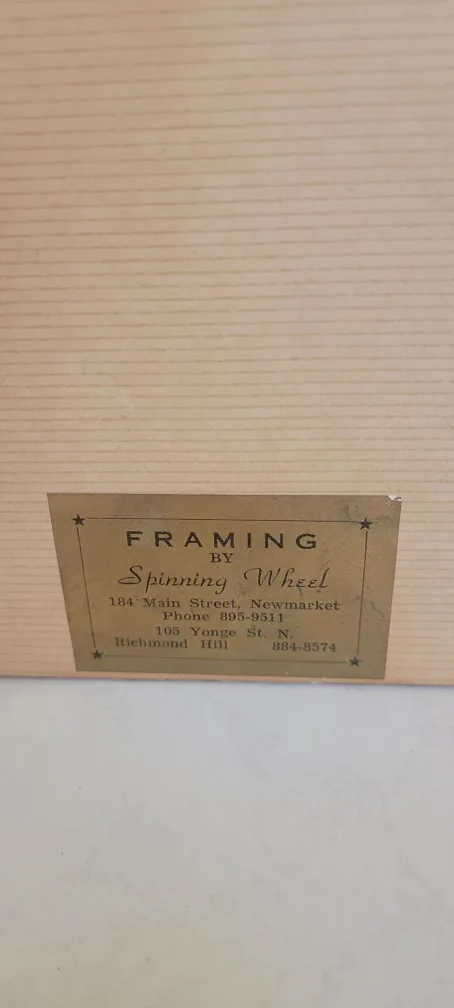 FRAMING
BY
Spinning Wheel
184 Main Street, Newmarket
Phone 895-9511
105 Yonge St. N.
Richmond Hill 884-8574